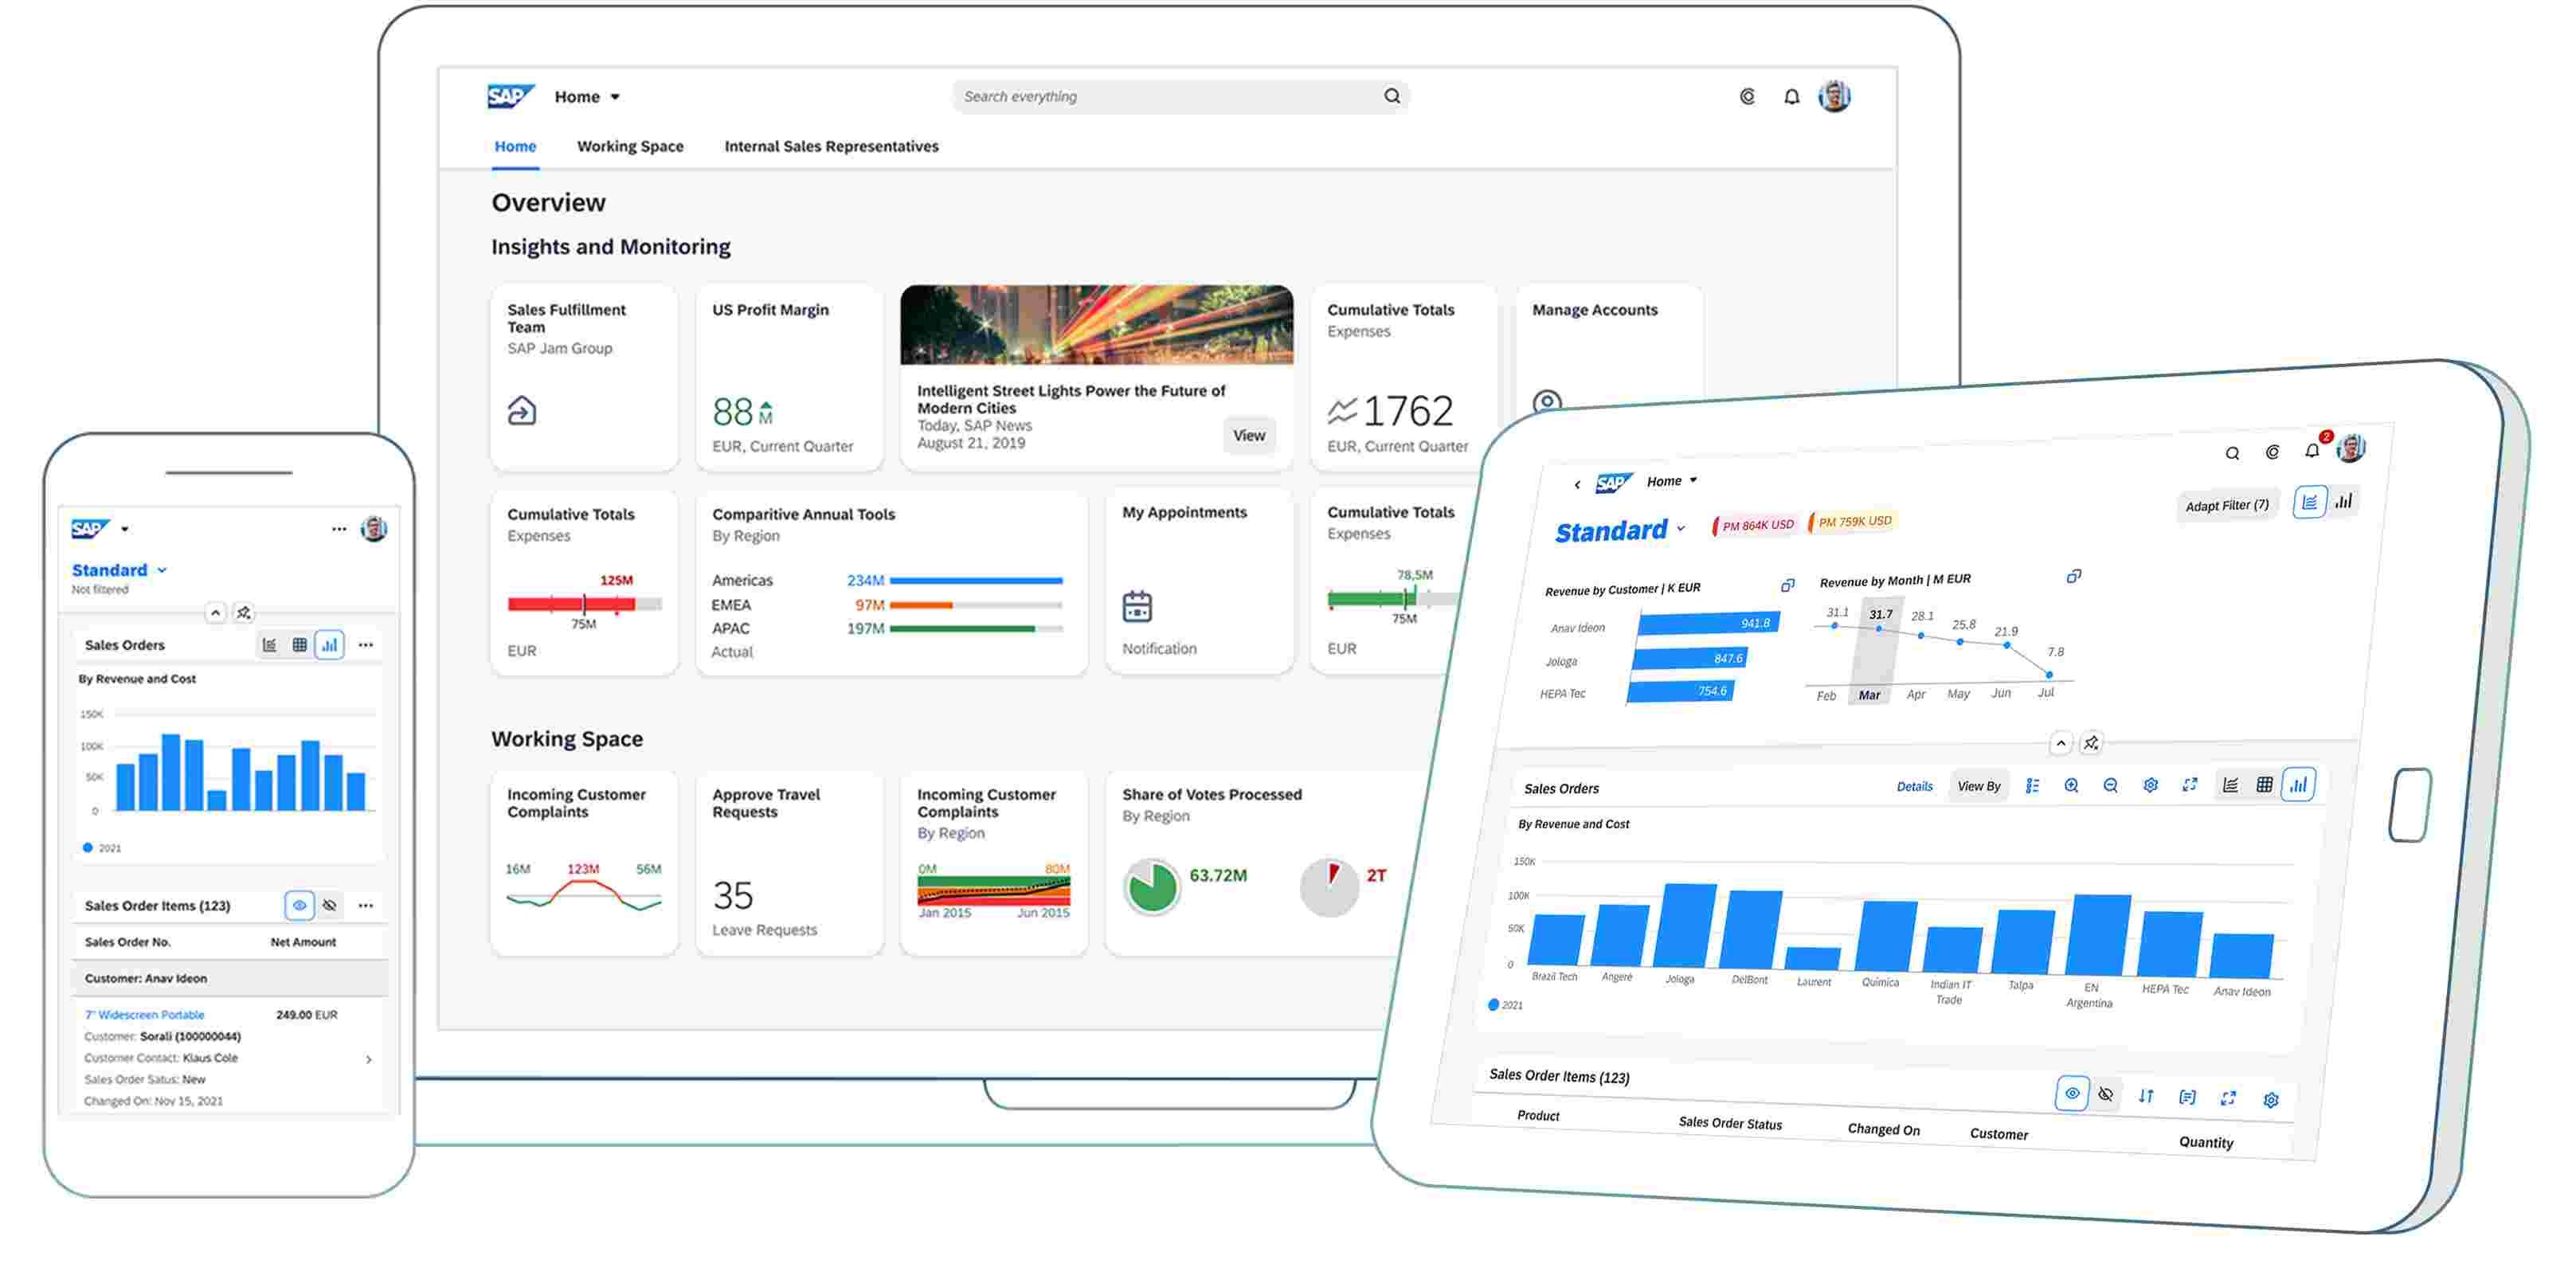 SAP Home
Search everything
Home Working Space Internal Sales Representatives
Overview
Insights and Monitoring
Sales Fulfillment
Team
SAP Jam Group
US Profit Margin
88 M
EUR, Current Quarter
Intelligent Street Lights Power the Future of
Modern Cities
Today, SAP News
August 21, 2019
View
Cumulative Totals
Expenses
1762
EUR, Current Quarter
Manage Accounts
Cumulative Totals
Expenses
125M
75M
EUR
Comparitive Annual Tools
By Region
Americas 234M
EMEA 97M
APAC 197M
Actual
My Appointments
Notification
Cumulative Totals
Expenses
78,5M
75M
EUR
Working Space
Incoming Customer
Complaints
16M 123M 56M
Approve Travel
Requests
35
Leave Requests
Incoming Customer
Complaints
By Region
0M 80M
Jan 2015 Jun 2015
Share of Votes Processed
By Region
63.72M
2T
SAP
Standard
Not filtered
Sales Orders
By Revenue and Cost
150K
100K
50K
0
2021
Sales Order Items (123)
Sales Order No. Net Amount
Customer: Anav Ideon
7" Widescreen Portable 249.00 EUR
Customer: Sorali (100000044)
Customer Contact: Klaus Cole
Sales Order Satus: New
Changed On: Nov 15, 2021
SAP Home
2
Standard PM 864K USD PM 759K USD
Adapt Filter (7)
Revenue by Customer | K EUR
Anav Ideon 941.8
Jologa 847.6
HEPA Tec 754.6
Revenue by Month | M EUR
31.1 31.7 28.1 25.8 21.9 7.8
Feb Mar Apr May Jun Jul
Sales Orders Details View By
By Revenue and Cost
150K
100K
50K
0
Brazil Tech Angeré Jologa DelBont Laurent Quimica Indian IT Trade Talpa EN Argentina HEPA Tec Anav Ideon
2021
Sales Order Items (123)
Product Sales Order Status Changed On Customer Quantity